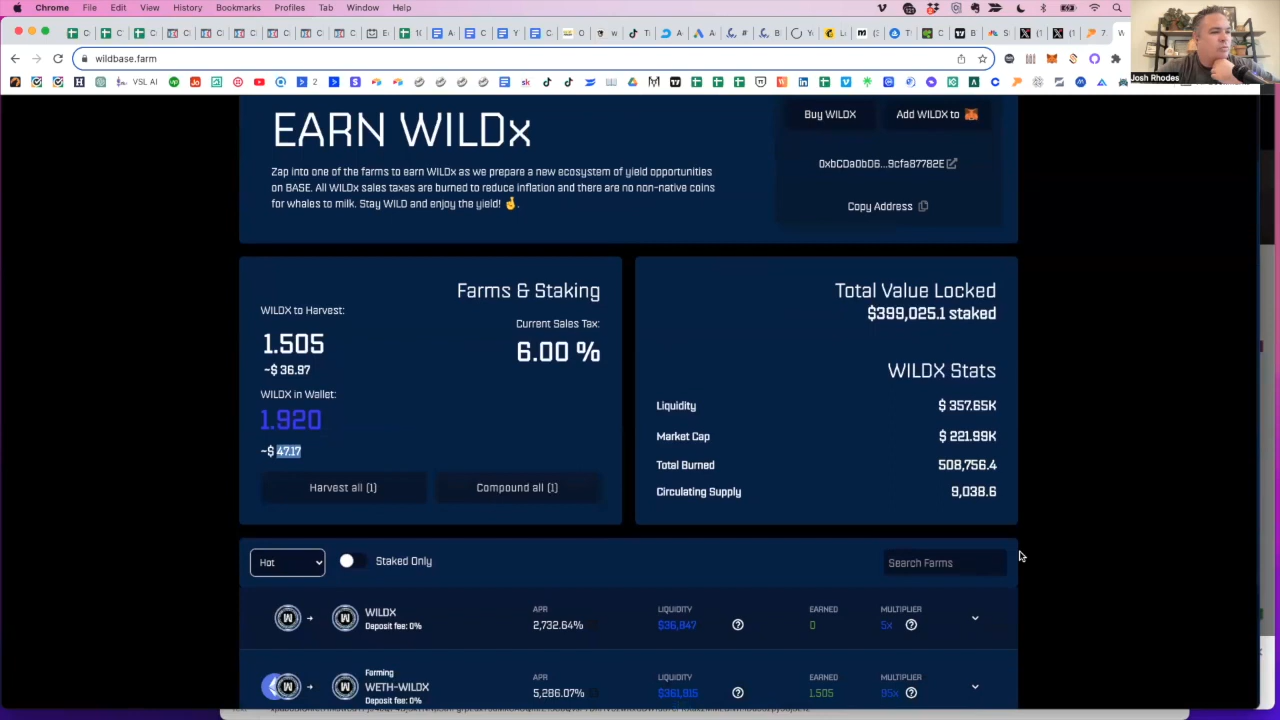 Chrome File Edit View History Bookmarks Profiles Tab Window Help
wildbase.farm
VSL AI
Josh Rhodes
EARN WILDx
Zap into one of the farms to earn WILDx as we prepare a new ecosystem of yield opportunities
on BASE. All WILDx sales taxes are burned to reduce inflation and there are no non-native coins
for whales to milk. Stay WILD and enjoy the yield! 🤞.
Buy WILDX
Add WILDX to
0xbCDa0bD6...9cfa87782E
Copy Address
Farms & Staking
WILDX to Harvest:
1.505
~$ 36.97
Current Sales Tax:
6.00 %
WILDX in Wallet:
1.920
~$ 47.17
Harvest all (1)
Compound all (1)
Total Value Locked
$399,025.1 staked
WILDX Stats
Liquidity $ 357.65K
Market Cap $ 221.99K
Total Burned 508,756.4
Circulating Supply 9,038.6
Hot
Staked Only
Search Farms
WILDX
Deposit fee: 0%
APR
2,732.64%
LIQUIDITY
$36,847
EARNED
0
MULTIPLIER
5x
Farming
WETH-WILDX
Deposit fee: 0%
APR
5,286.07%
LIQUIDITY
$361,915
EARNED
1.505
MULTIPLIER
95x